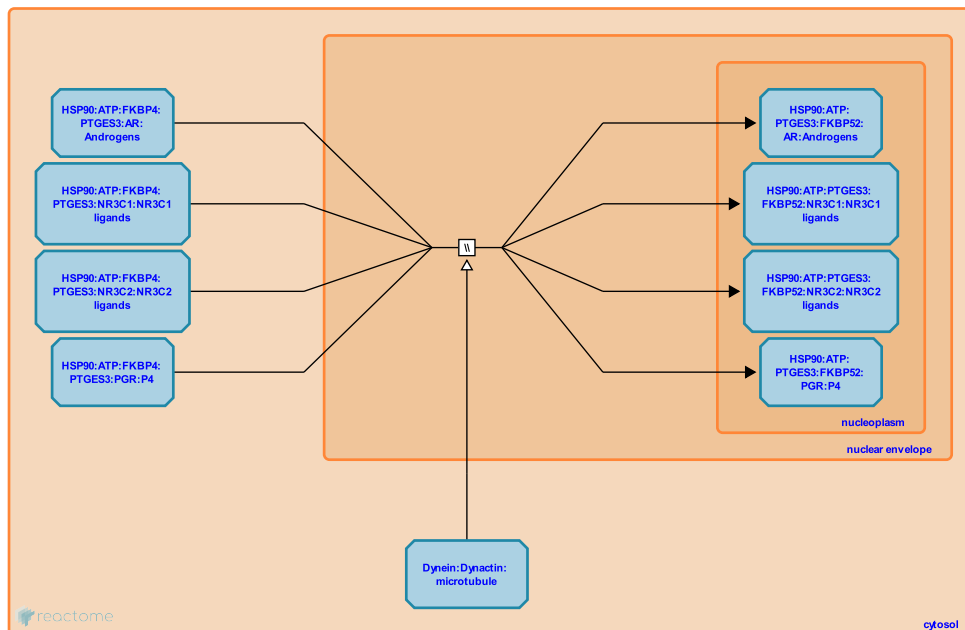 HSP90:ATP:FKBP4:
PTGES3:AR:
Androgens
HSP90:ATP:FKBP4:
PTGES3:NR3C1:NR3C1
ligands
HSP90:ATP:FKBP4:
PTGES3:NR3C2:NR3C2
ligands
HSP90:ATP:FKBP4:
PTGES3:PGR:P4
\\
HSP90:ATP:
PTGES3:FKBP52:
AR:Androgens
HSP90:ATP:PTGES3:
FKBP52:NR3C1:NR3C1
ligands
HSP90:ATP:PTGES3:
FKBP52:NR3C2:NR3C2
ligands
HSP90:ATP:
PTGES3:FKBP52:
PGR:P4
nucleoplasm
nuclear envelope
Dynein:Dynactin:
microtubule
reactome
cytosol